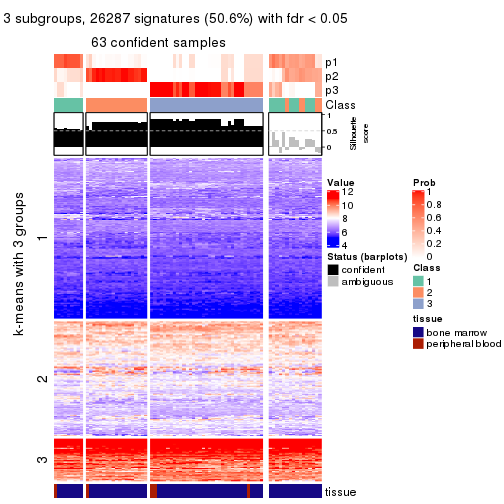 3 subgroups, 26287 signatures (50.6%) with fdr < 0.05
63 confident samples
p1
p2
p3
Class
1
0.5
0
Silhouette
score
k-means with 3 groups
1
2
3
tissue
Value
12
10
8
6
4
Status (barplots)
confident
ambiguous
Prob
1
0.8
0.6
0.4
0.2
0
Class
1
2
3
tissue
bone marrow
peripheral blood